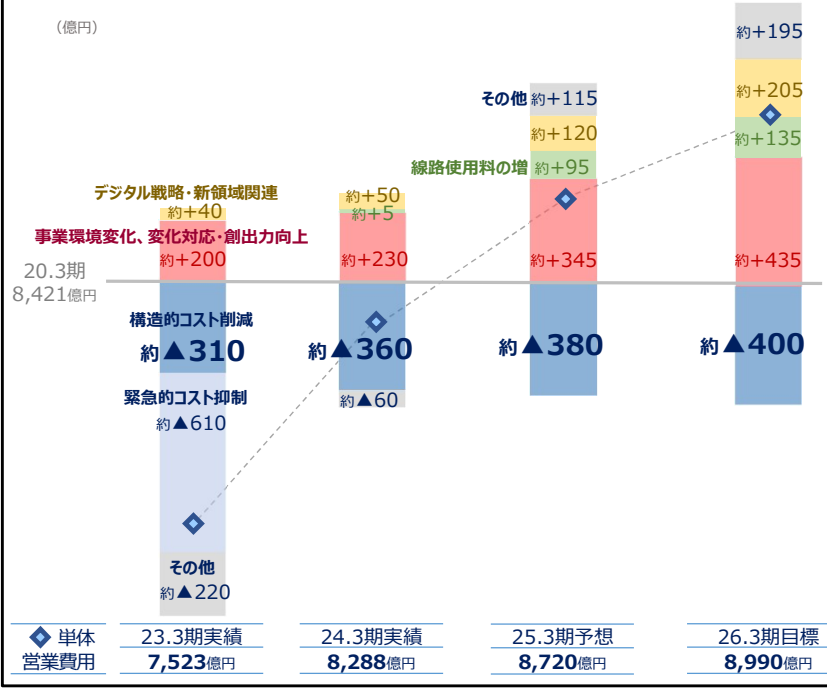 (億円)
約+195
約+205
約+135
約+435
その他 約+115
約+120
線路使用料の増 約+95
約+345
デジタル戦略・新領域関連
約+40
約+50
約+5
事業環境変化、変化対応・創出力向上
約+200
約+230
20.3期
8,421億円
構造的コスト削減
約▲310
約▲360
約▲380
約▲400
緊急的コスト抑制
約▲610
約▲60
その他
約▲220
単体 23.3期実績 24.3期実績 25.3期予想 26.3期目標
営業費用 7,523億円 8,288億円 8,720億円 8,990億円